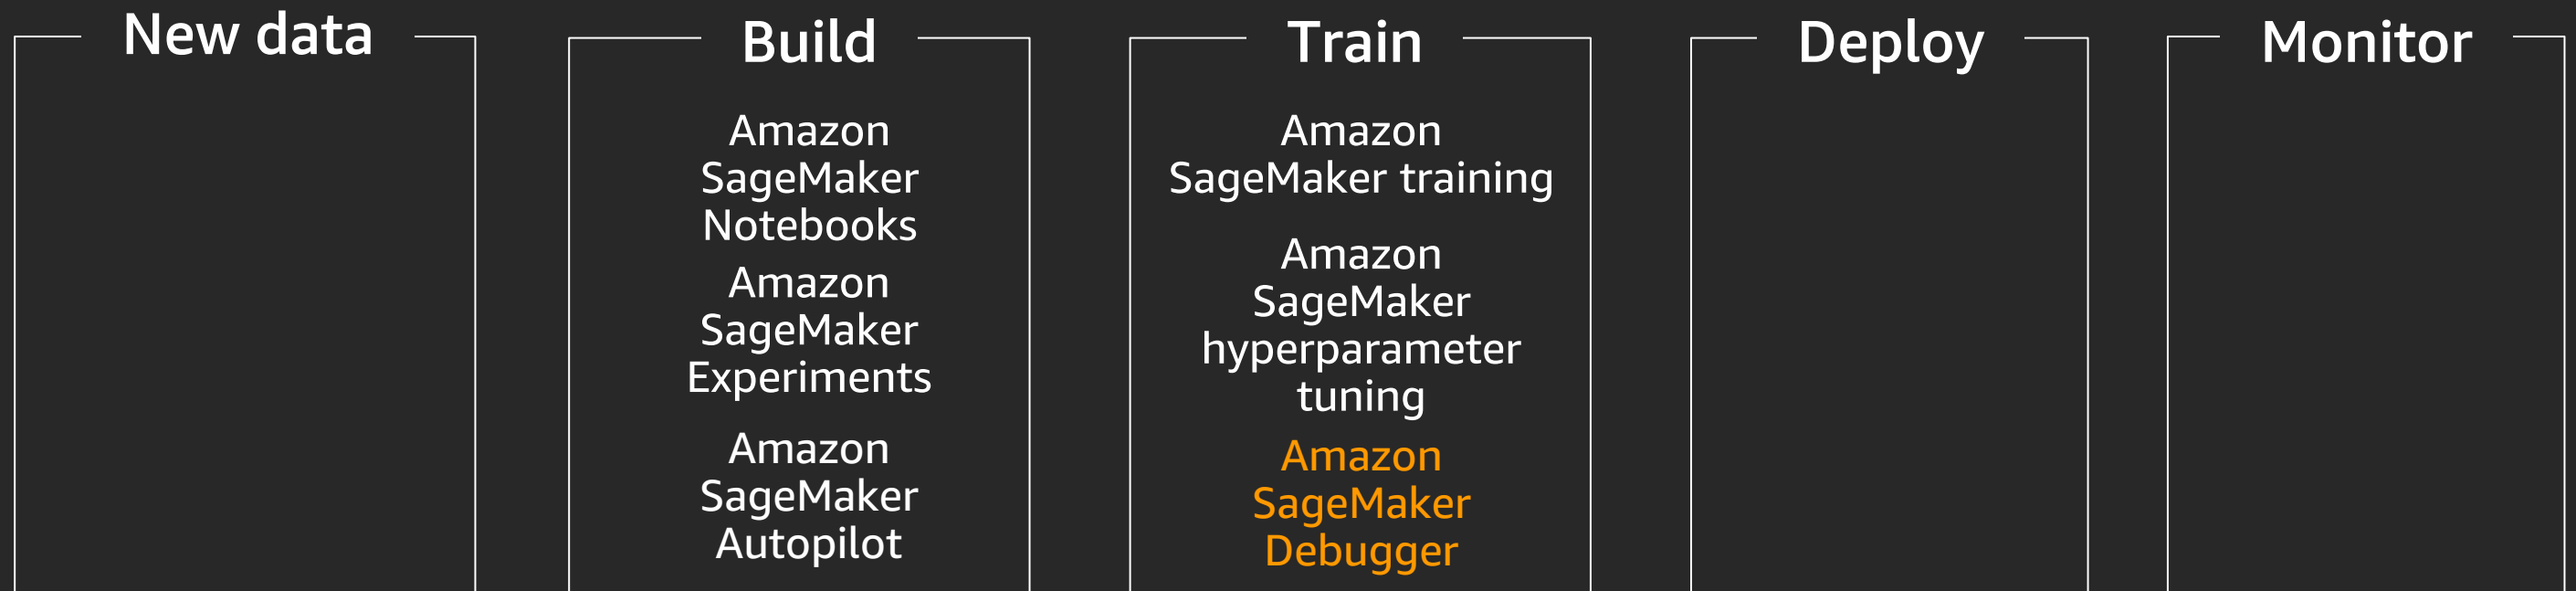 New data
Build
Amazon
SageMaker
Notebooks
Amazon
SageMaker
Experiments
Amazon
SageMaker
Autopilot
Train
Amazon
SageMaker training
Amazon
SageMaker
hyperparameter
tuning
Amazon
SageMaker
Debugger
Deploy
Monitor